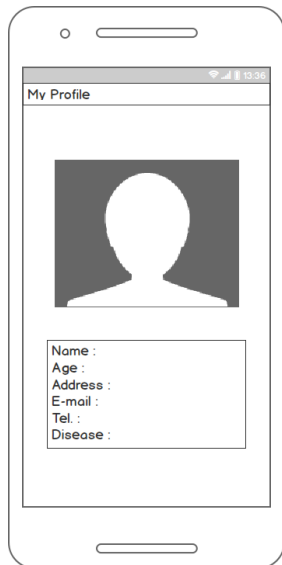 13:36
My Profile
Name :
Age :
Address :
E-mail :
Tel. :
Disease :